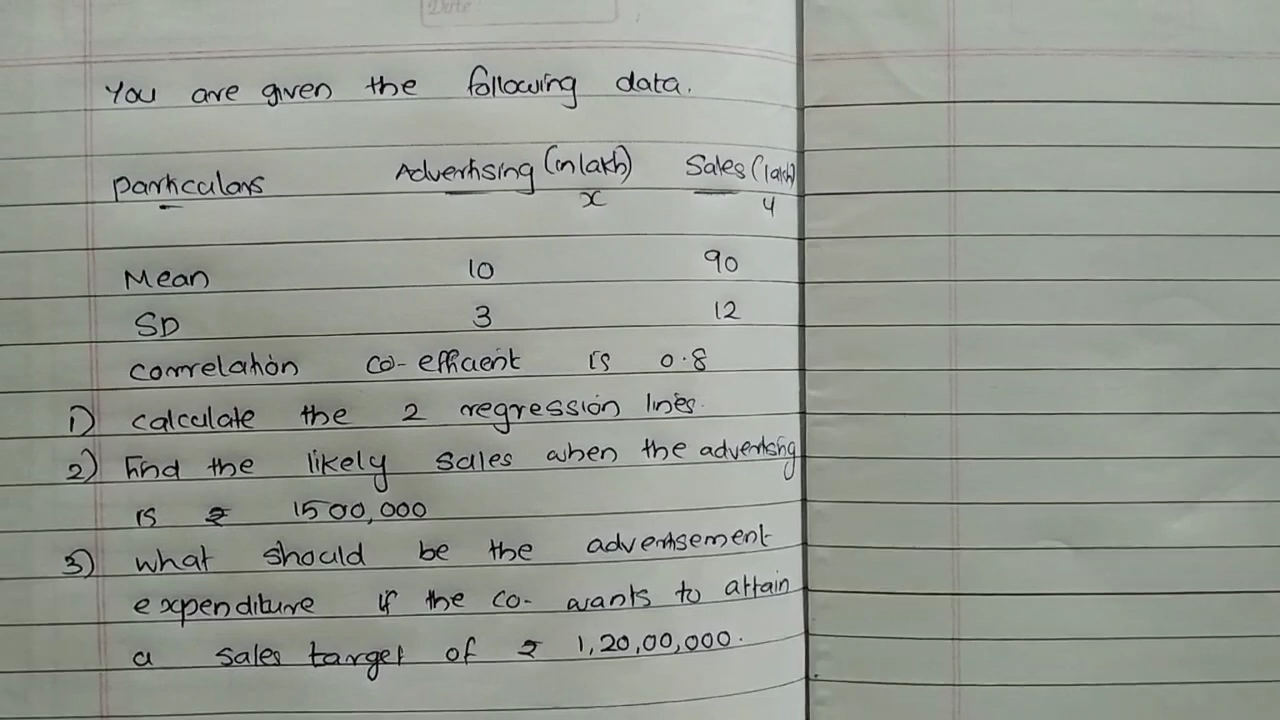 Date
You are given the following data.
Particulars Advertising (in lakh) Sales (lakh)
x y
Mean 10 90
SD 3 12
correlation co-efficient is 0.8
1) calculate the 2 regression lines.
2) Find the likely sales when the advertising
is ₹ 1500,000
3) what should be the advertisement
expenditure if the co- wants to attain
a sales target of ₹ 1,20,00,000.